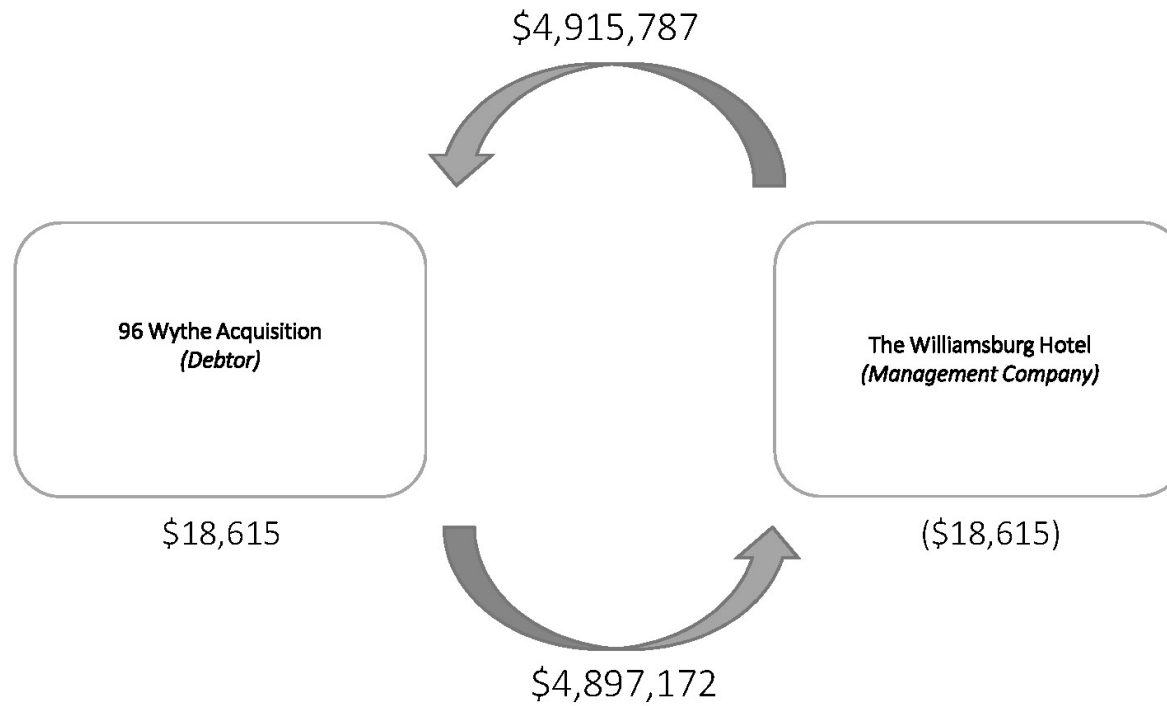 $4,915,787
96 Wythe Acquisition
(Debtor)
The Williamsburg Hotel
(Management Company)
$18,615
($18,615)
$4,897,172